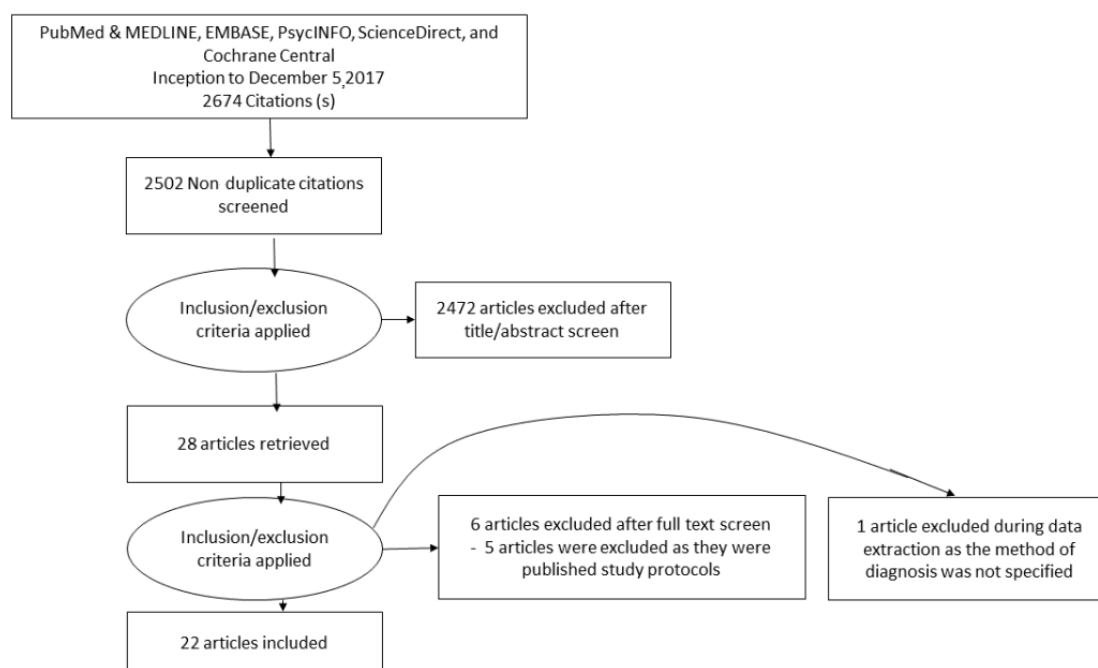 PubMed & MEDLINE, EMBASE, PsycINFO, ScienceDirect, and
Cochrane Central
Inception to December 5,2017
2674 Citations (s)
2502 Non duplicate citations
screened
Inclusion/exclusion
criteria applied
2472 articles excluded after
title/abstract screen
28 articles retrieved
Inclusion/exclusion
criteria applied
6 articles excluded after full text screen
- 5 articles were excluded as they were
published study protocols
1 article excluded during data
extraction as the method of
diagnosis was not specified
22 articles included